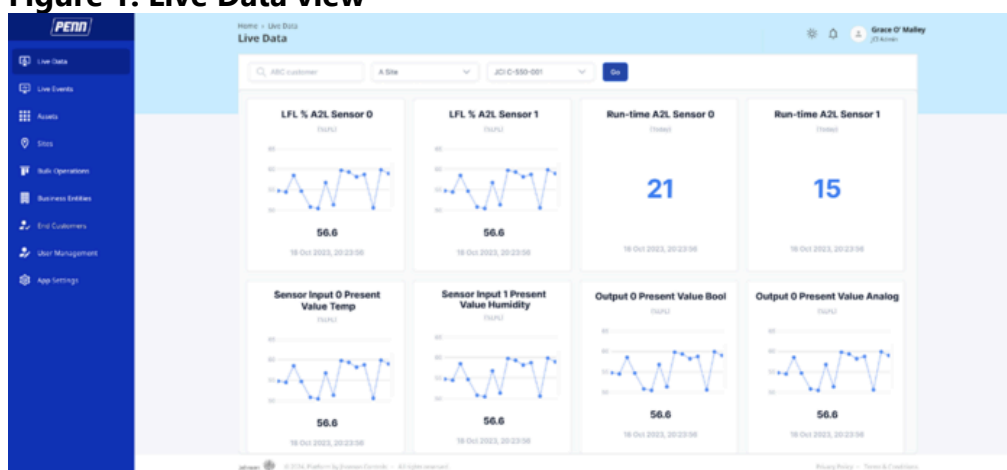 Figure 1: Live Data view
PENN
Home > Live Data
Live Data
Grace O' Malley
JCI Admin
Live Data
Live Events
Assets
Sites
Bulk Operations
Business Entities
End Customers
User Management
App Settings
ABC customer
A Site
JCI C-550-001
Go
LFL % A2L Sensor 0
56.6
18 Oct 2023, 20:23:56
LFL % A2L Sensor 1
56.6
18 Oct 2023, 20:23:56
Run-time A2L Sensor 0
21
18 Oct 2023, 20:23:56
Run-time A2L Sensor 1
15
18 Oct 2023, 20:23:56
Sensor Input 0 Present
Value Temp
56.6
18 Oct 2023, 20:23:56
Sensor Input 1 Present
Value Humidity
56.6
18 Oct 2023, 20:23:56
Output 0 Present Value Bool
56.6
18 Oct 2023, 20:23:56
Output 0 Present Value Analog
56.6
18 Oct 2023, 20:23:56
All rights reserved
Privacy Policy - Terms & Conditions